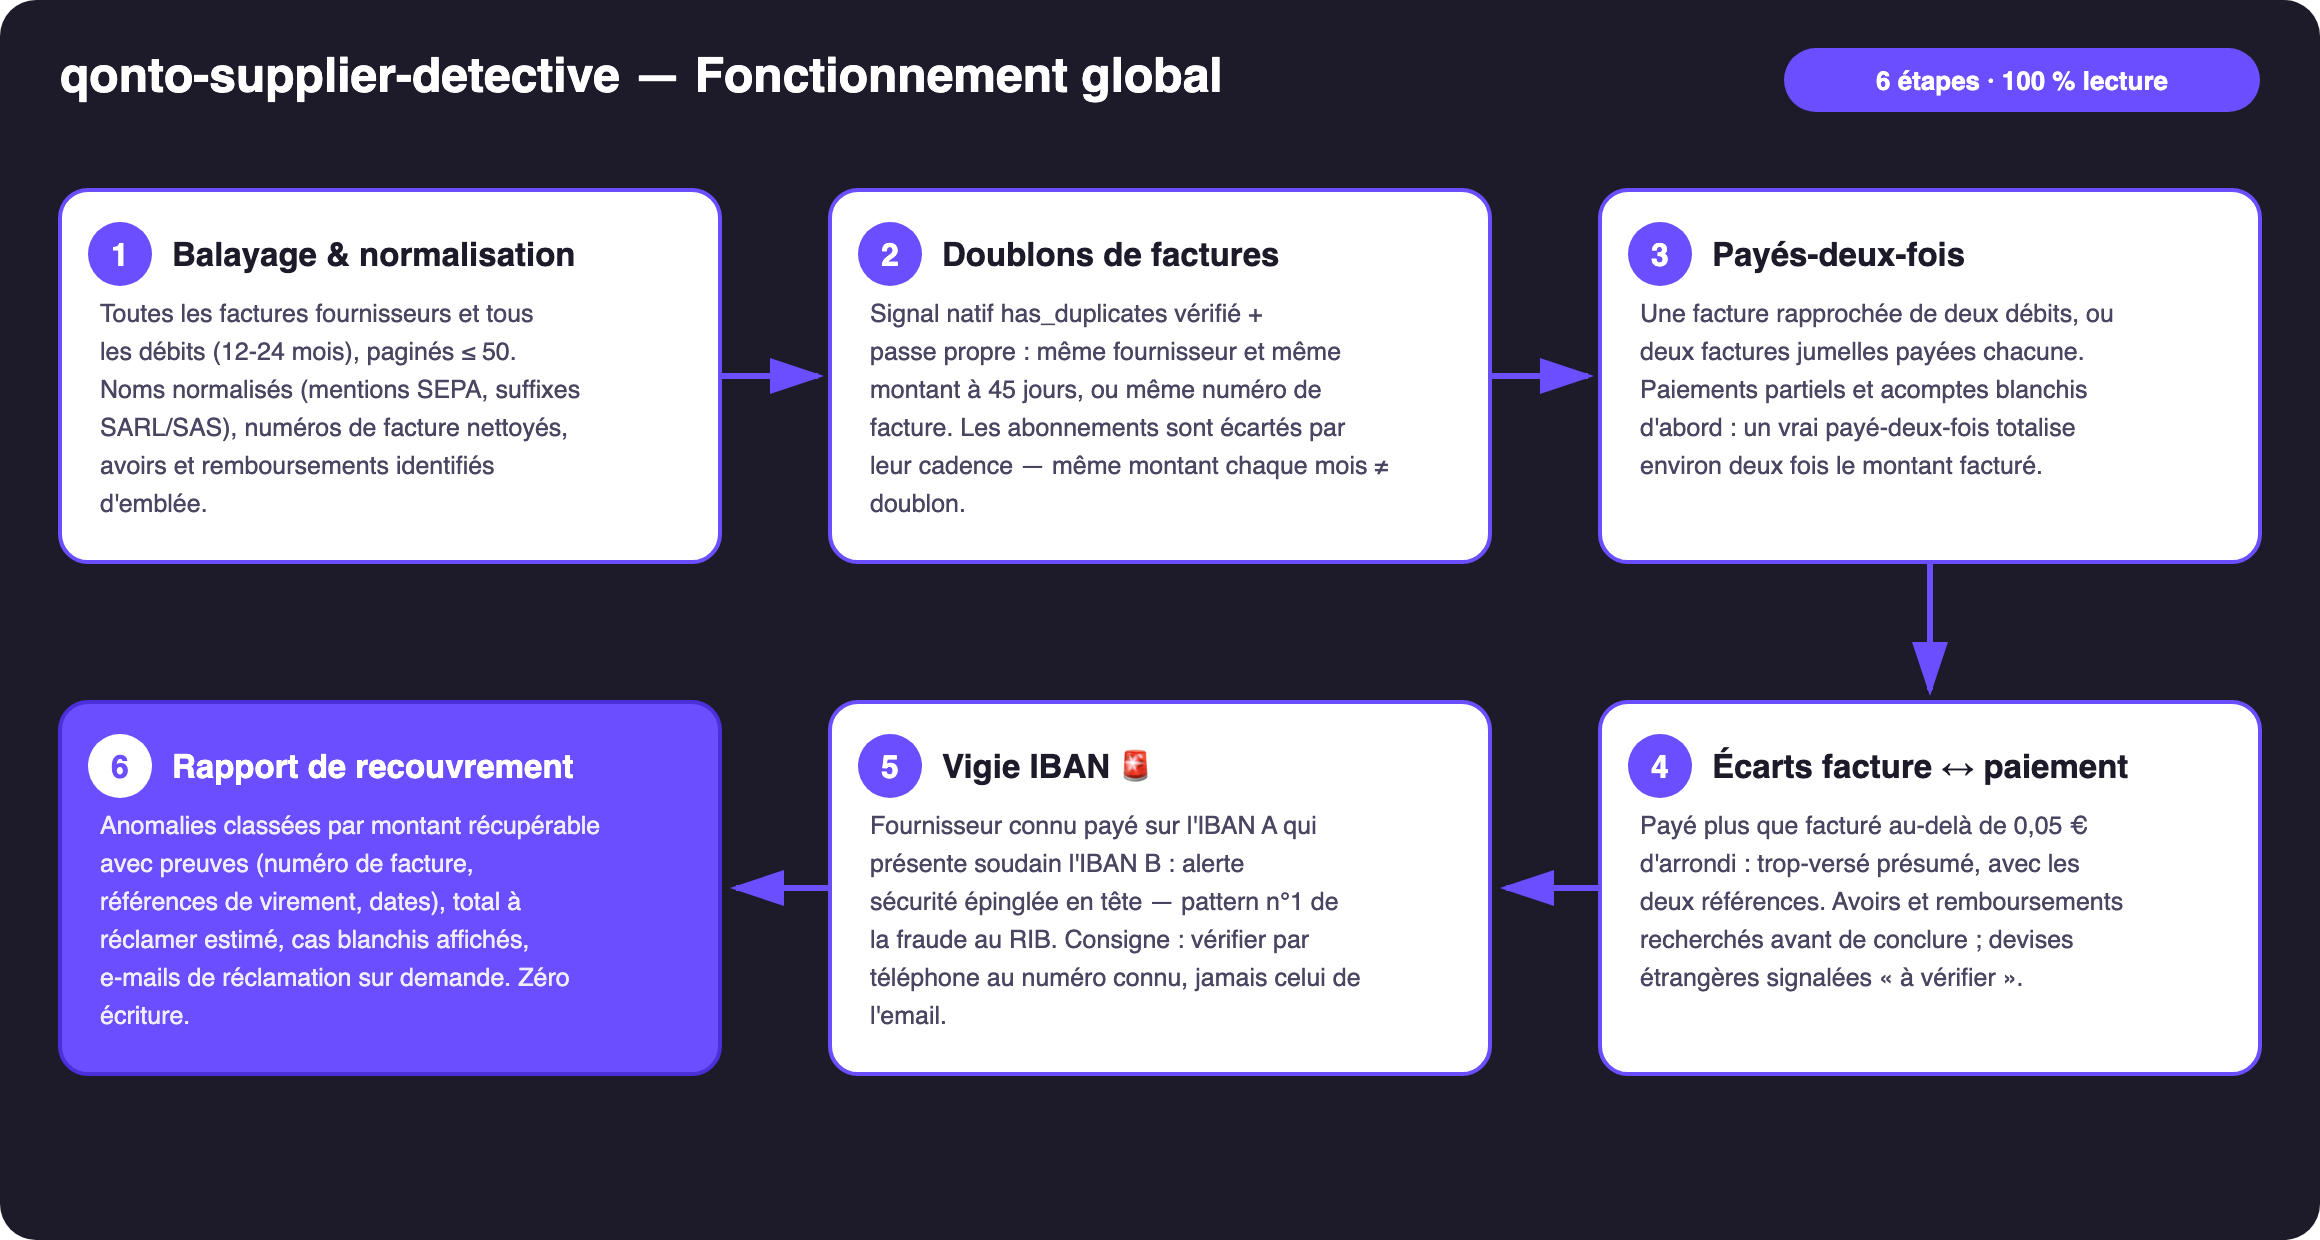 qonto-supplier-detective — Fonctionnement global
6 étapes · 100 % lecture
1 Balayage & normalisation
Toutes les factures fournisseurs et tous
les débits (12-24 mois), paginés ≤ 50.
Noms normalisés (mentions SEPA, suffixes
SARL/SAS), numéros de facture nettoyés,
avoirs et remboursements identifiés
d'emblée.
2 Doublons de factures
Signal natif has_duplicates vérifié +
passe propre : même fournisseur et même
montant à 45 jours, ou même numéro de
facture. Les abonnements sont écartés par
leur cadence — même montant chaque mois ≠
doublon.
3 Payés-deux-fois
Une facture rapprochée de deux débits, ou
deux factures jumelles payées chacune.
Paiements partiels et acomptes blanchis
d'abord : un vrai payé-deux-fois totalise
environ deux fois le montant facturé.
4 Écarts facture ↔ paiement
Payé plus que facturé au-delà de 0,05 €
d'arrondi : trop-versé présumé, avec les
deux références. Avoirs et remboursements
recherchés avant de conclure ; devises
étrangères signalées « à vérifier ».
5 Vigie IBAN 🚨
Fournisseur connu payé sur l'IBAN A qui
présente soudain l'IBAN B : alerte
sécurité épinglée en tête — pattern n°1 de
la fraude au RIB. Consigne : vérifier par
téléphone au numéro connu, jamais celui de
l'email.
6 Rapport de recouvrement
Anomalies classées par montant récupérable
avec preuves (numéro de facture,
références de virement, dates), total à
réclamer estimé, cas blanchis affichés,
e-mails de réclamation sur demande. Zéro
écriture.